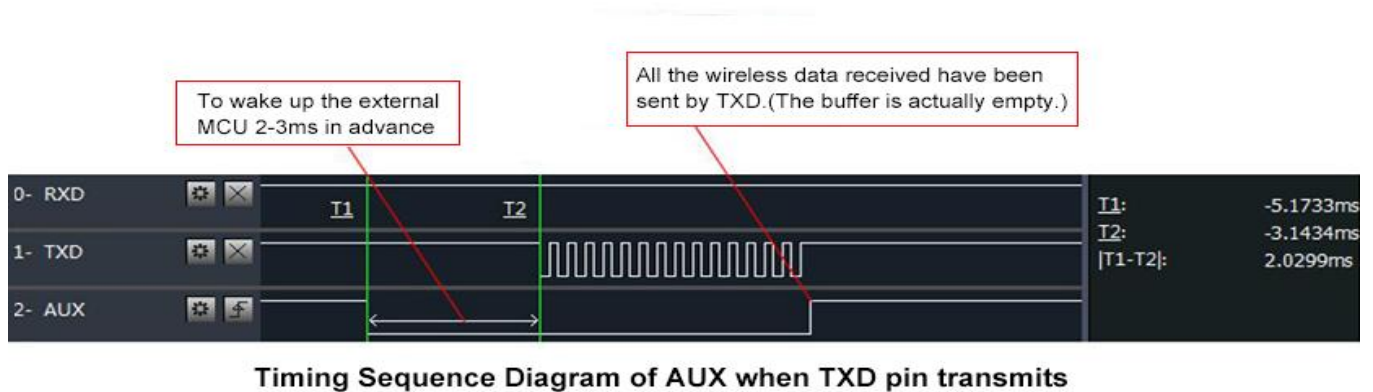 To wake up the external
MCU 2-3ms in advance
All the wireless data received have been
sent by TXD.(The buffer is actually empty.)
0- RXD
T1
T2
1- TXD
2- AUX
T1: -5.1733ms
T2: -3.1434ms
|T1-T2|: 2.0299ms
Timing Sequence Diagram of AUX when TXD pin transmits